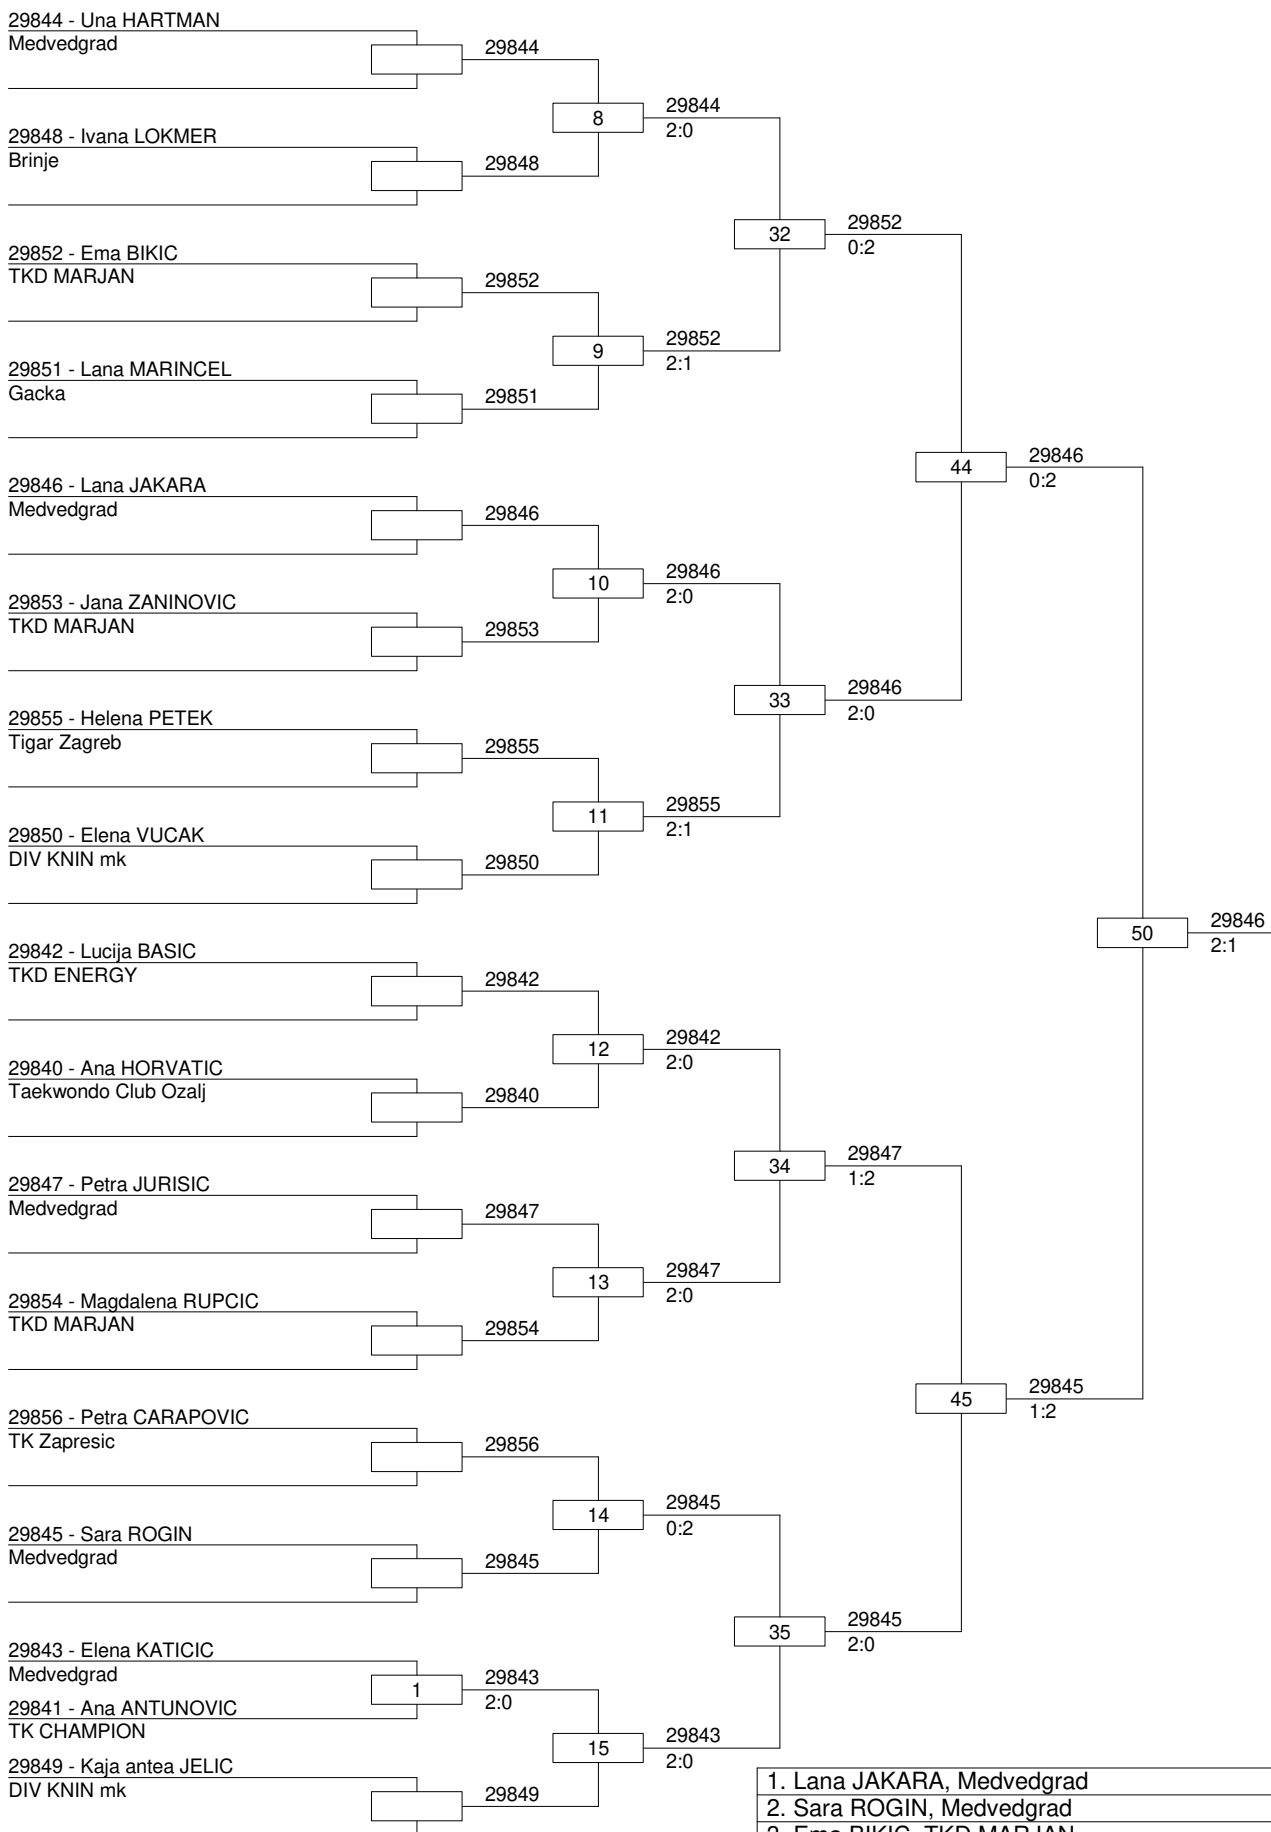 29844 - Una HARTMAN
Medvedgrad
29844
8
29844
2:0
29848 - Ivana LOKMER
Brinje
29848
32
29852
0:2
29852 - Ema BIKIC
TKD MARJAN
29852
9
29852
2:1
29851 - Lana MARINCEL
Gacka
29851
44
29846
0:2
29846 - Lana JAKARA
Medvedgrad
29846
10
29846
2:0
29853 - Jana ZANINOVIC
TKD MARJAN
29853
33
29846
2:0
29855 - Helena PETEK
Tigar Zagreb
29855
11
29855
2:1
29850 - Elena VUCAK
DIV KNIN mk
29850
50
29846
2:1
29842 - Lucija BASIC
TKD ENERGY
29842
12
29842
2:0
29840 - Ana HORVATIC
Taekwondo Club Ozalj
29840
34
29847
1:2
29847 - Petra JURISIC
Medvedgrad
29847
13
29847
2:0
29854 - Magdalena RUPCIC
TKD MARJAN
29854
45
29845
1:2
29856 - Petra CARAPOVIC
TK Zapresic
29856
14
29845
0:2
29845 - Sara ROGIN
Medvedgrad
29845
35
29845
2:0
29843 - Elena KATICIC
Medvedgrad
1
29843
2:0
29841 - Ana ANTUNOVIC
TK CHAMPION
15
29843
2:0
29849 - Kaja antea JELIC
DIV KNIN mk
29849
1. Lana JAKARA, Medvedgrad
2. Sara ROGIN, Medvedgrad
3. Ema BIKIC, TKD MARJAN